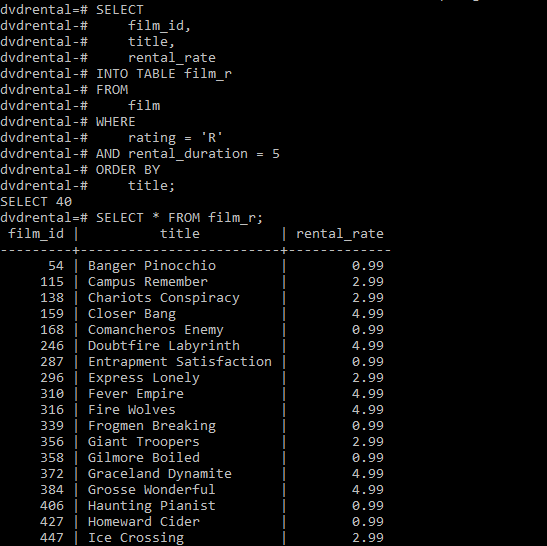 dvdrental=# SELECT
dvdrental-#     film_id,
dvdrental-#     title,
dvdrental-#     rental_rate
dvdrental-# INTO TABLE film_r
dvdrental-# FROM
dvdrental-#     film
dvdrental-# WHERE
dvdrental-#     rating = 'R'
dvdrental-# AND rental_duration = 5
dvdrental-# ORDER BY
dvdrental-#     title;
SELECT 40
dvdrental=# SELECT * FROM film_r;
 film_id |          title          | rental_rate
---------+-------------------------+-------------
      54 | Banger Pinocchio        |        0.99
     115 | Campus Remember         |        2.99
     138 | Chariots Conspiracy     |        2.99
     159 | Closer Bang             |        4.99
     168 | Comancheros Enemy       |        0.99
     246 | Doubtfire Labyrinth     |        4.99
     287 | Entrapment Satisfaction |        0.99
     296 | Express Lonely          |        2.99
     310 | Fever Empire            |        4.99
     316 | Fire Wolves             |        4.99
     339 | Frogmen Breaking        |        0.99
     356 | Giant Troopers          |        2.99
     358 | Gilmore Boiled          |        0.99
     372 | Graceland Dynamite      |        4.99
     384 | Grosse Wonderful        |        4.99
     406 | Haunting Pianist        |        0.99
     427 | Homeward Cider          |        0.99
     447 | Ice Crossing            |        2.99